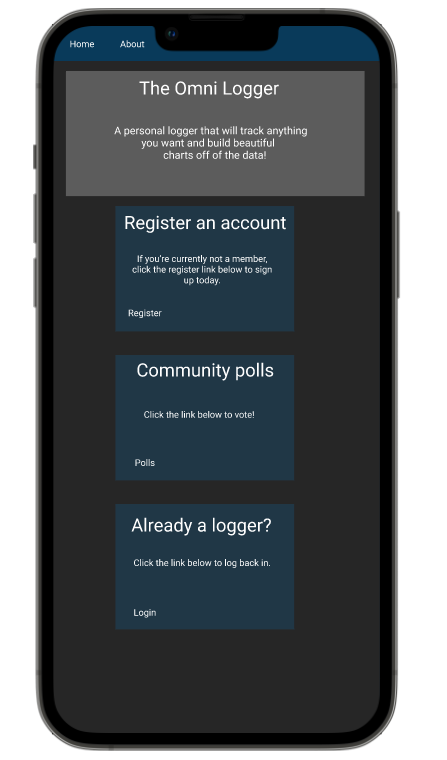 Home About
The Omni Logger
A personal logger that will track anything
you want and build beautiful
charts off of the data!
Register an account
If you're currently not a member,
click the register link below to sign
up today.
Register
Community polls
Click the link below to vote!
Polls
Already a logger?
Click the link below to log back in.
Login